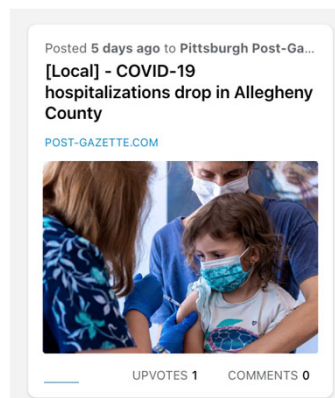 Posted 5 days ago to Pittsburgh Post-Ga...
[Local] - COVID-19
hospitalizations drop in Allegheny
County
POST-GAZETTE.COM
UPVOTES 1 COMMENTS 0